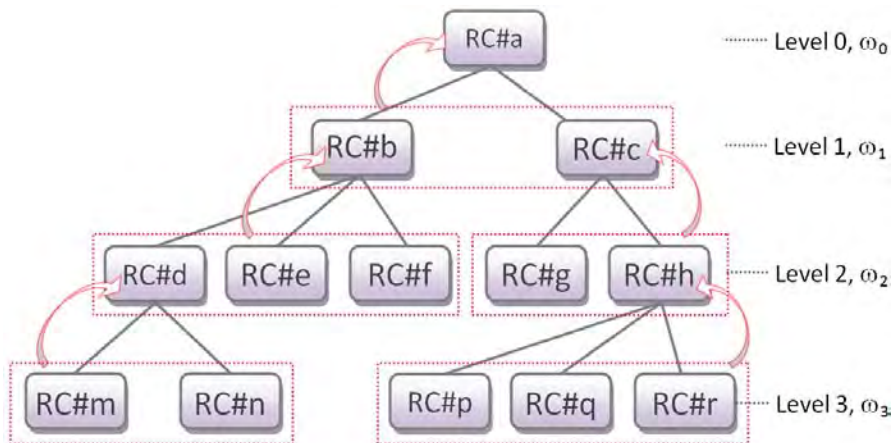 RC#a
Level 0, ω₀
RC#b
RC#c
Level 1, ω₁
RC#d
RC#e
RC#f
RC#g
RC#h
Level 2, ω₂
RC#m
RC#n
RC#p
RC#q
RC#r
Level 3, ω₃.